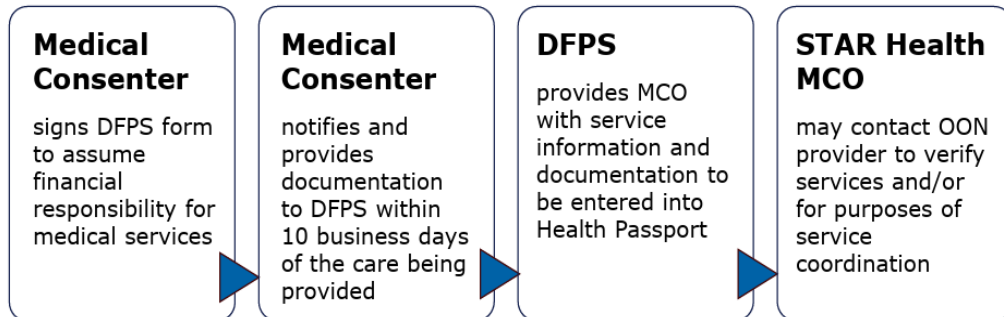 Medical
Consenter
signs DFPS form
to assume
financial
responsibility for
medical services
Medical
Consenter
notifies and
provides
documentation
to DFPS within
10 business days
of the care being
provided
DFPS
provides MCO
with service
information and
documentation to
be entered into
Health Passport
STAR Health
MCO
may contact OON
provider to verify
services and/or
for purposes of
service
coordination